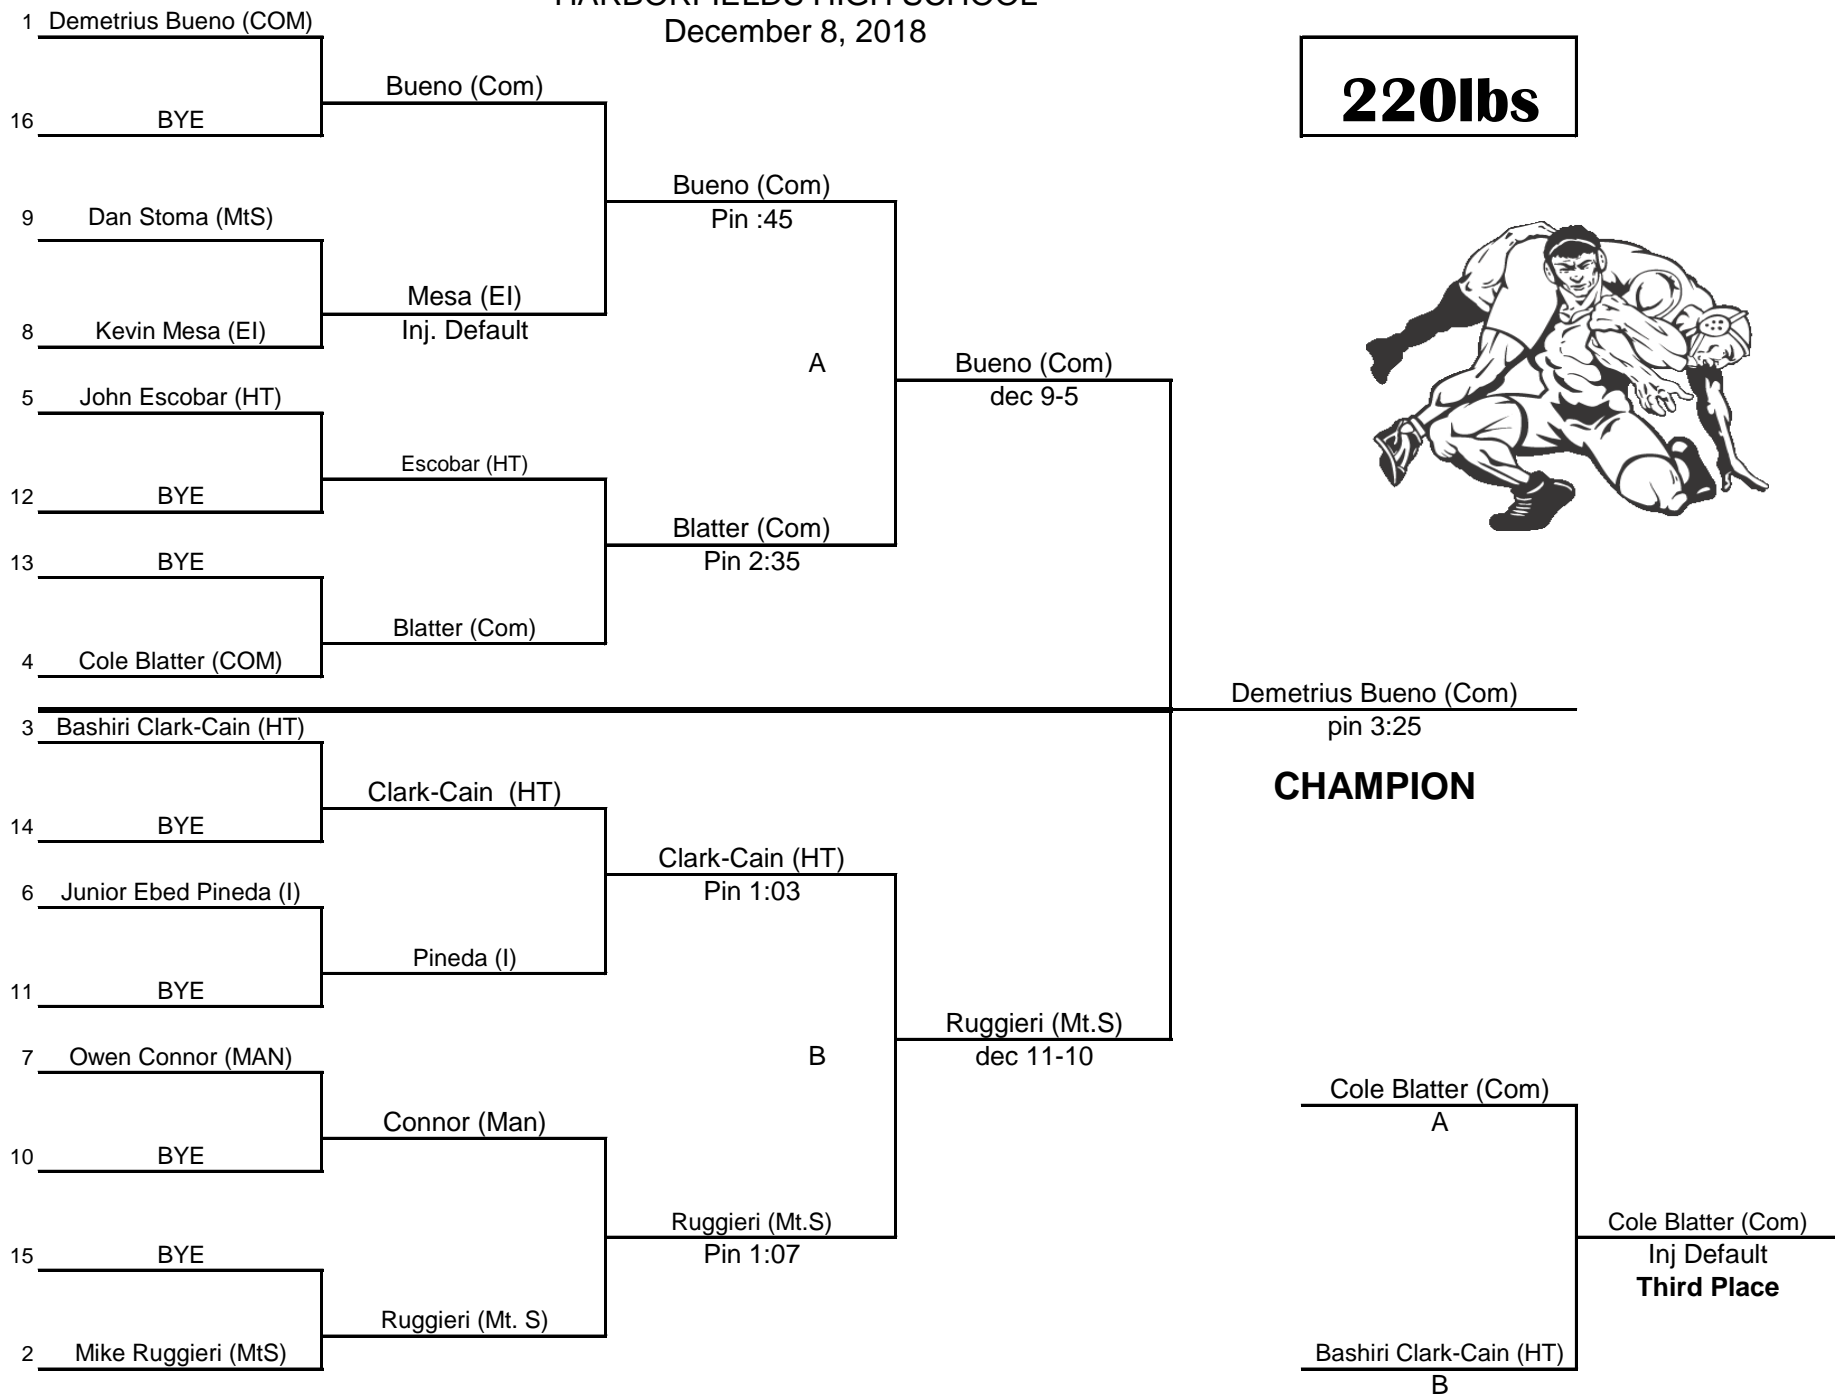 HARBORFIELDS HIGH SCHOOL
December 8, 2018
220lbs
1 Demetrius Bueno (COM)
Bueno (Com)
16 BYE
Bueno (Com)
Pin :45
9 Dan Stoma (MtS)
Mesa (EI)
Inj. Default
8 Kevin Mesa (EI)
A
Bueno (Com)
dec 9-5
5 John Escobar (HT)
Escobar (HT)
12 BYE
Blatter (Com)
Pin 2:35
13 BYE
Blatter (Com)
4 Cole Blatter (COM)
Demetrius Bueno (Com)
pin 3:25
CHAMPION
3 Bashiri Clark-Cain (HT)
Clark-Cain  (HT)
14 BYE
Clark-Cain (HT)
Pin 1:03
6 Junior Ebed Pineda (I)
Pineda (I)
11 BYE
B
Ruggieri (Mt.S)
dec 11-10
7 Owen Connor (MAN)
Connor (Man)
10 BYE
Ruggieri (Mt.S)
Pin 1:07
15 BYE
Ruggieri (Mt. S)
2 Mike Ruggieri (MtS)
Cole Blatter (Com)
A
Cole Blatter (Com)
Inj Default
Third Place
Bashiri Clark-Cain (HT)
B